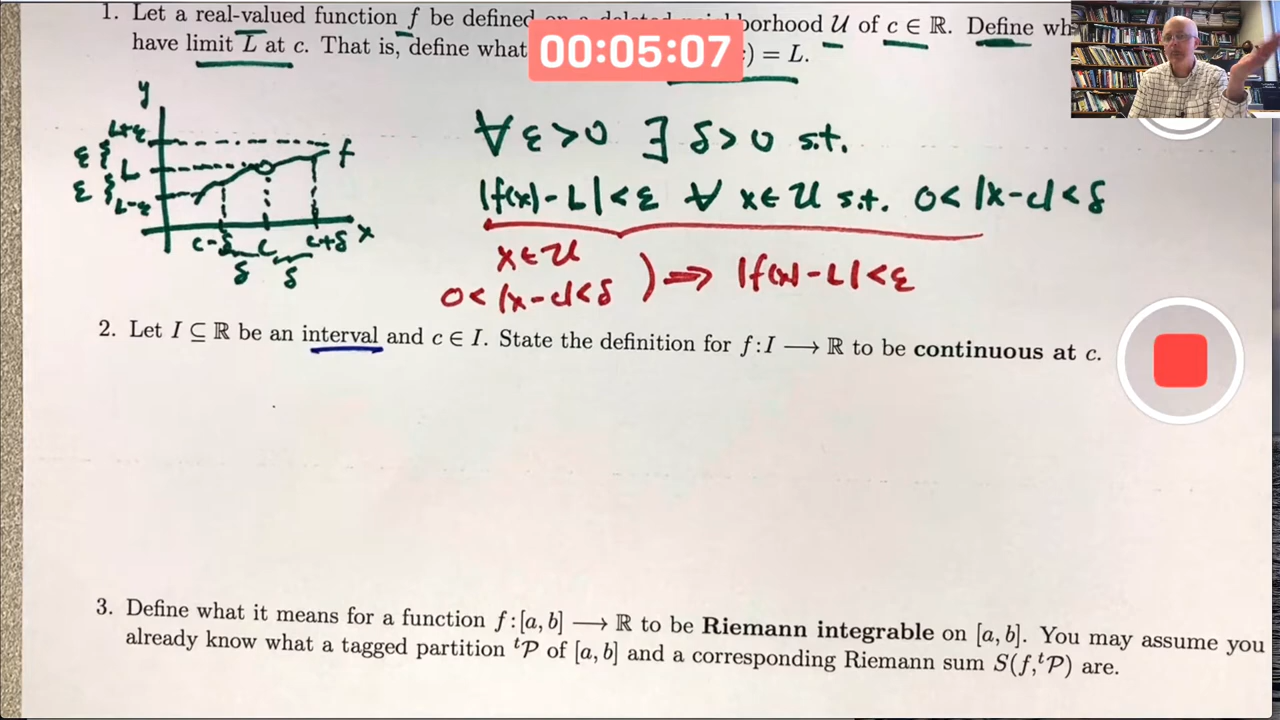 1. Let a real-valued function f be defined on a deleted neighborhood U of c ∈ ℝ. Define
00:05:07
have limit L at c. That is, define what ) = L.
y
L+ε
ε
L
ε
L-ε
f
c-δ c c+δ x
δ δ
∀ ε>0 ∃ δ>0 s.t.
|f(x)-L|<ε ∀ x∈U s.t. 0<|x-c|<δ
x∈U
0<|x-c|<δ ) ⟹ |f(x)-L|<ε
2. Let I ⊆ ℝ be an interval and c ∈ I. State the definition for f:I ⟶ ℝ to be continuous at c.
3. Define what it means for a function f:[a, b] ⟶ ℝ to be Riemann integrable on [a, b]. You may assume you
already know what a tagged partition ᵗP of [a, b] and a corresponding Riemann sum S(f,ᵗP) are.